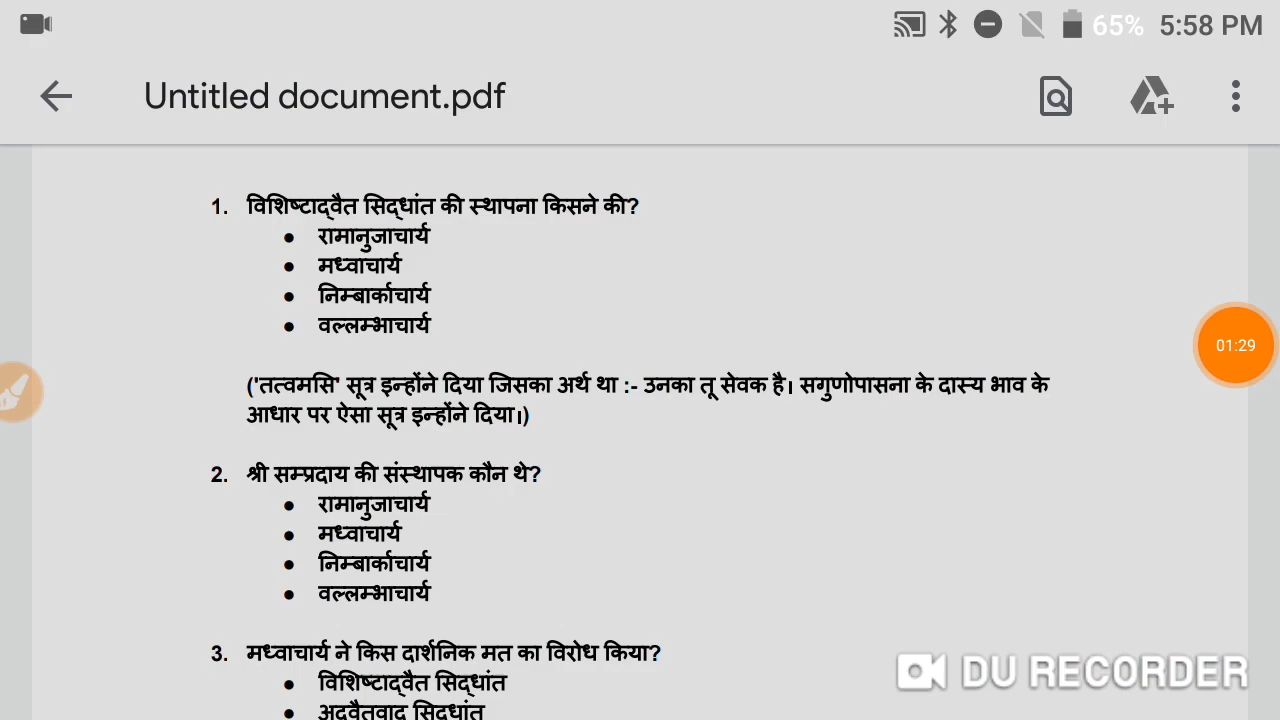 65% 5:58 PM
Untitled document.pdf
1. विशिष्टाद्वैत सिद्धांत की स्थापना किसने की?
● रामानुजाचार्य
● मध्वाचार्य
● निम्बार्काचार्य
● वल्लम्भाचार्य
01:29
('तत्वमसि' सूत्र इन्होंने दिया जिसका अर्थ था :- उनका तू सेवक है। सगुणोपासना के दास्य भाव के
आधार पर ऐसा सूत्र इन्होंने दिया।)
2. श्री सम्प्रदाय की संस्थापक कौन थे?
● रामानुजाचार्य
● मध्वाचार्य
● निम्बार्काचार्य
● वल्लम्भाचार्य
3. मध्वाचार्य ने किस दार्शनिक मत का विरोध किया?
● विशिष्टाद्वैत सिद्धांत
● अद्वैतवाद सिद्धांत
DU RECORDER